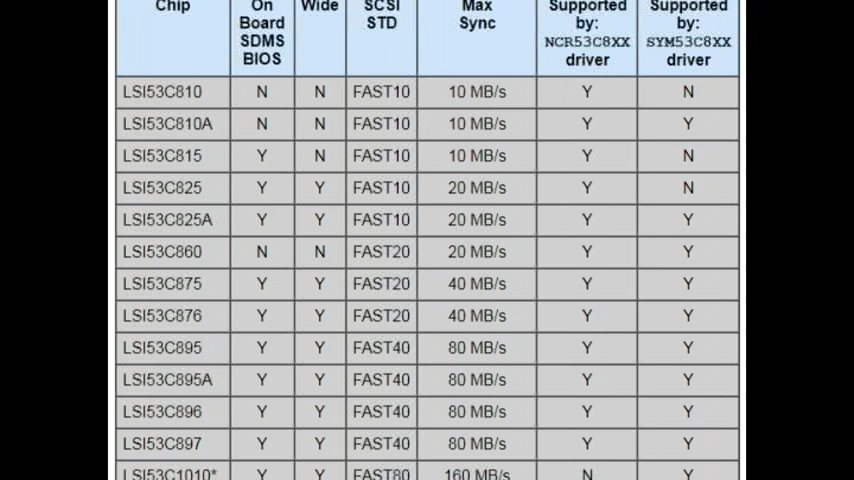 Chip On Board SDMS BIOS Wide SCSI STD Max Sync Supported by: NCR53C8XX driver Supported by: SYM53C8XX driver
LSI53C810 N N FAST10 10 MB/s Y N
LSI53C810A N N FAST10 10 MB/s Y Y
LSI53C815 Y N FAST10 10 MB/s Y N
LSI53C825 Y Y FAST10 20 MB/s Y N
LSI53C825A Y Y FAST10 20 MB/s Y Y
LSI53C860 N N FAST20 20 MB/s Y Y
LSI53C875 Y Y FAST20 40 MB/s Y Y
LSI53C876 Y Y FAST20 40 MB/s Y Y
LSI53C895 Y Y FAST40 80 MB/s Y Y
LSI53C895A Y Y FAST40 80 MB/s Y Y
LSI53C896 Y Y FAST40 80 MB/s Y Y
LSI53C897 Y Y FAST40 80 MB/s Y Y
LSI53C1010* Y Y FAST80 160 MB/s N Y